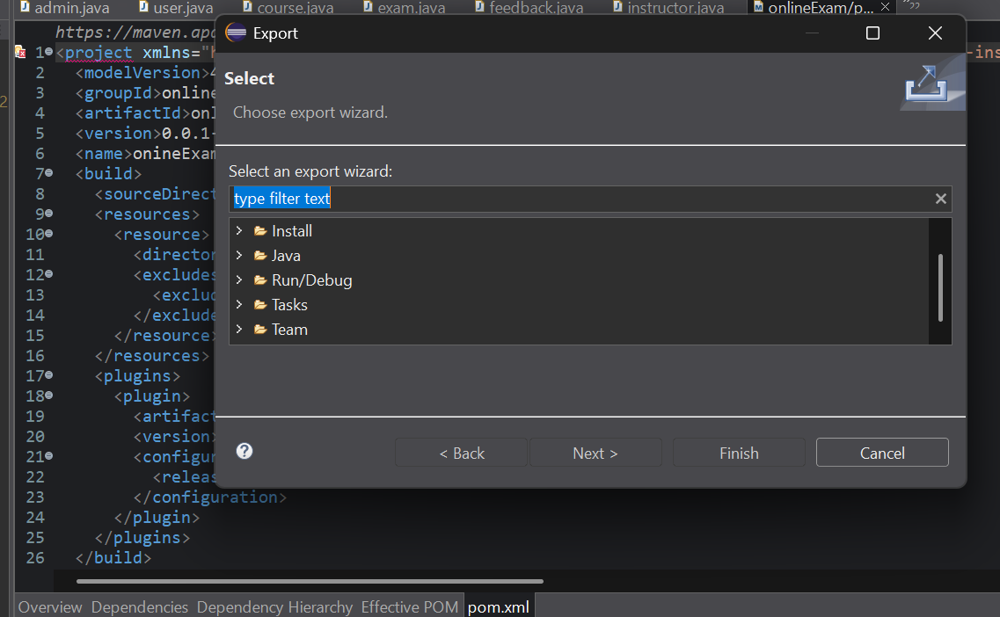 admin.java user.java course.java exam.java feedback.java instructor.java onlineExam/p...
https://maven.apa
Export
1 <project xmlns="h -ins
2 <modelVersion>4
Select
3 <groupId>online
Choose export wizard.
4 <artifactId>onl
5 <version>0.0.1-
6 <name>onineExam
Select an export wizard:
7 <build>
type filter text
8 <sourceDirect
9 <resources>
Install
10 <resource>
Java
11 <director
12 <excludes
Run/Debug
13 <exclud
Tasks
14 </exclude
Team
15 </resource>
16 </resources>
17 <plugins>
18 <plugin>
19 <artifact
20 <version>
21 <configur
< Back Next > Finish Cancel
22 <releas
23 </configuration>
24 </plugin>
25 </plugins>
26 </build>
Overview Dependencies Dependency Hierarchy Effective POM pom.xml